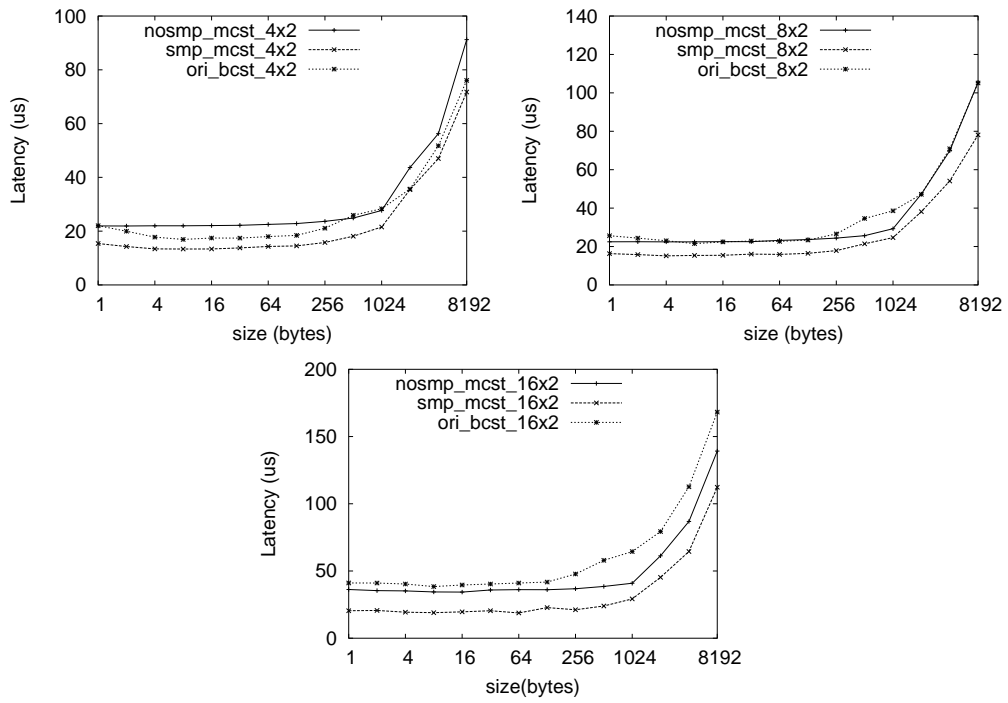 100
80
60
40
20
0
Latency (us)
nosmp_mcst_4x2
smp_mcst_4x2
ori_bcst_4x2
1 4 16 64 256 1024 8192
size (bytes)
140
120
100
80
60
40
20
0
Latency (us)
nosmp_mcst_8x2
smp_mcst_8x2
ori_bcst_8x2
1 4 16 64 256 1024 8192
size (bytes)
200
150
100
50
0
Latency (us)
nosmp_mcst_16x2
smp_mcst_16x2
ori_bcst_16x2
1 4 16 64 256 1024 8192
size(bytes)